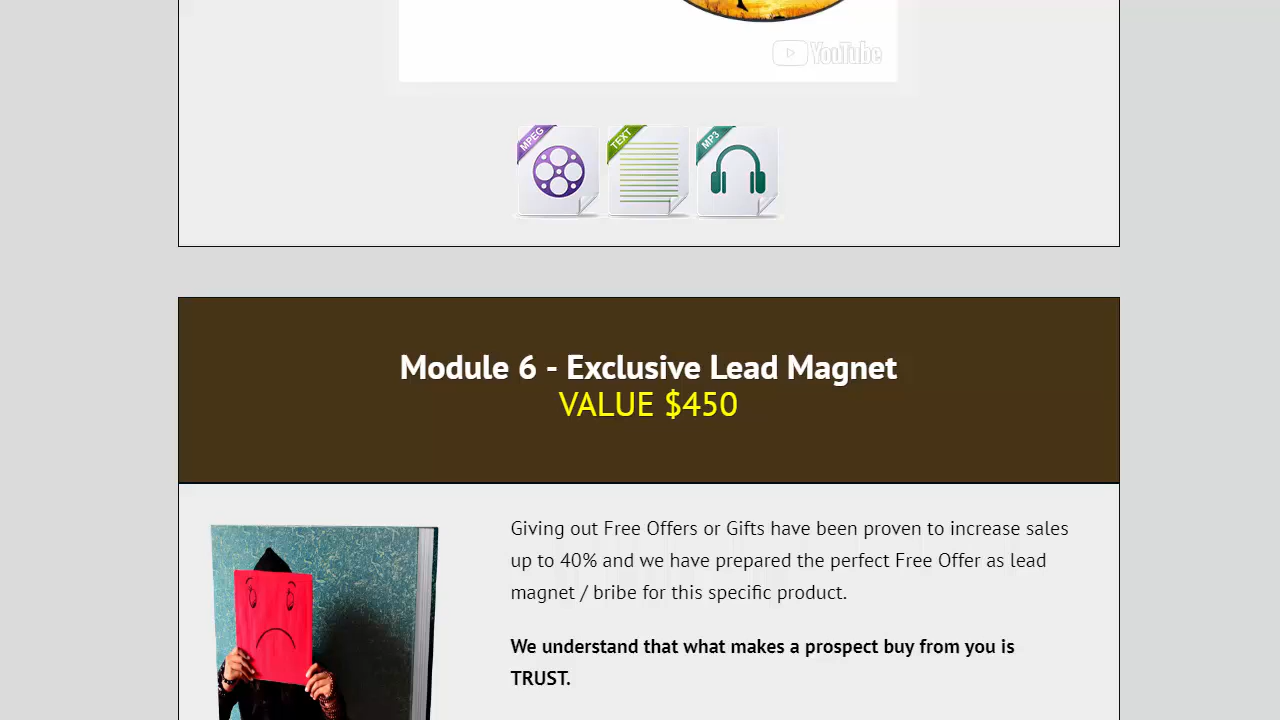 YouTube
MPEG
TEXT
MP3
Module 6 - Exclusive Lead Magnet
VALUE $450
Giving out Free Offers or Gifts have been proven to increase sales
up to 40% and we have prepared the perfect Free Offer as lead
magnet / bribe for this specific product.
We understand that what makes a prospect buy from you is
TRUST.